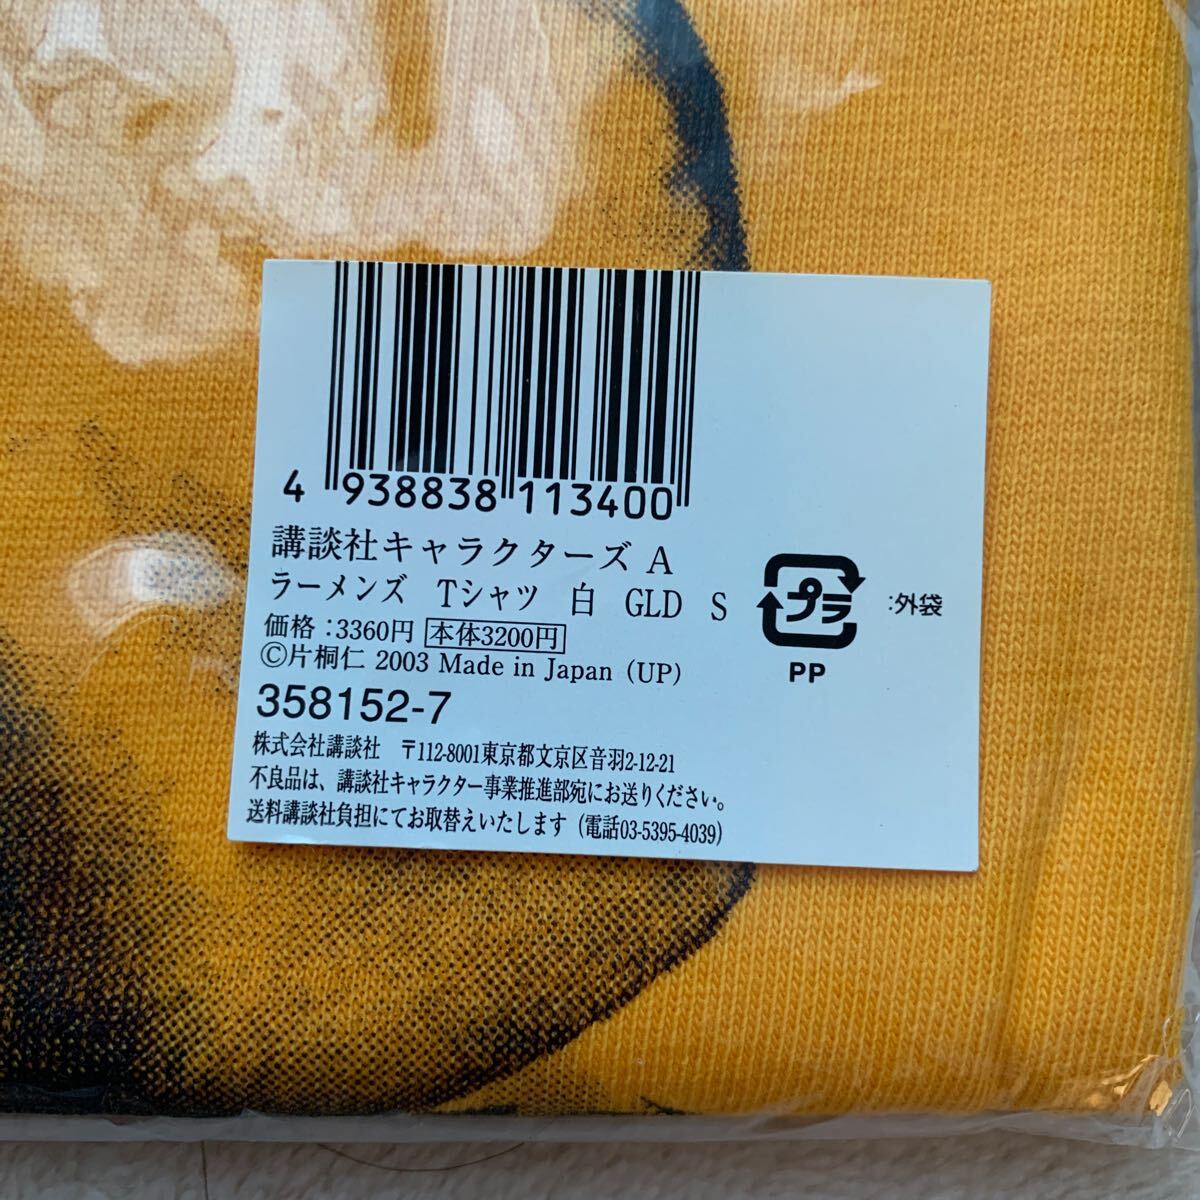 4 938838 113400
講談社キャラクターズ A
ラーメンズ Tシャツ 白 GLD S
価格：3360円 本体3200円
©片桐仁 2003 Made in Japan（UP）
358152-7
株式会社講談社 〒112-8001東京都文京区音羽2-12-21
不良品は、講談社キャラクター事業推進部宛にお送りください。
送料講談社負担にてお取替えいたします（電話03-5395-4039）
プラ
：外袋
PP